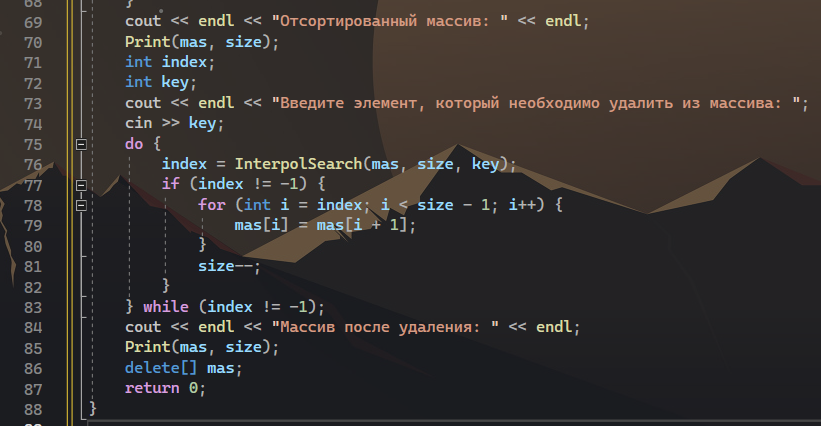 68 }
69 cout << endl << "Отсортированный массив: " << endl;
70 Print(mas, size);
71 int index;
72 int key;
73 cout << endl << "Введите элемент, который необходимо удалить из массива: ";
74 cin >> key;
75 do {
76 index = InterpolSearch(mas, size, key);
77 if (index != -1) {
78 for (int i = index; i < size - 1; i++) {
79 mas[i] = mas[i + 1];
80 }
81 size--;
82 }
83 } while (index != -1);
84 cout << endl << "Массив после удаления: " << endl;
85 Print(mas, size);
86 delete[] mas;
87 return 0;
88 }